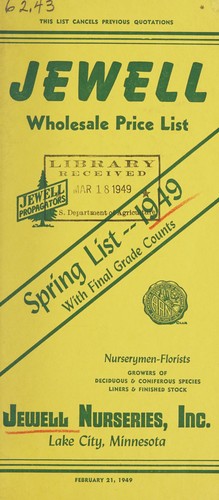 62.43
THIS LIST CANCELS PREVIOUS QUOTATIONS
JEWELL
Wholesale Price List
LIBRARY
RECEIVED
MAR 18 1949
JEWELL
PROPAGATORS
S. Department of Agriculture
Spring List -- 1949
With Final Grade Counts
Nurserymen-Florists
GROWERS OF
DECIDUOUS & CONIFEROUS SPECIES
LINERS & FINISHED STOCK
JEWELL NURSERIES, INC.
Lake City, Minnesota
FEBRUARY 21, 1949